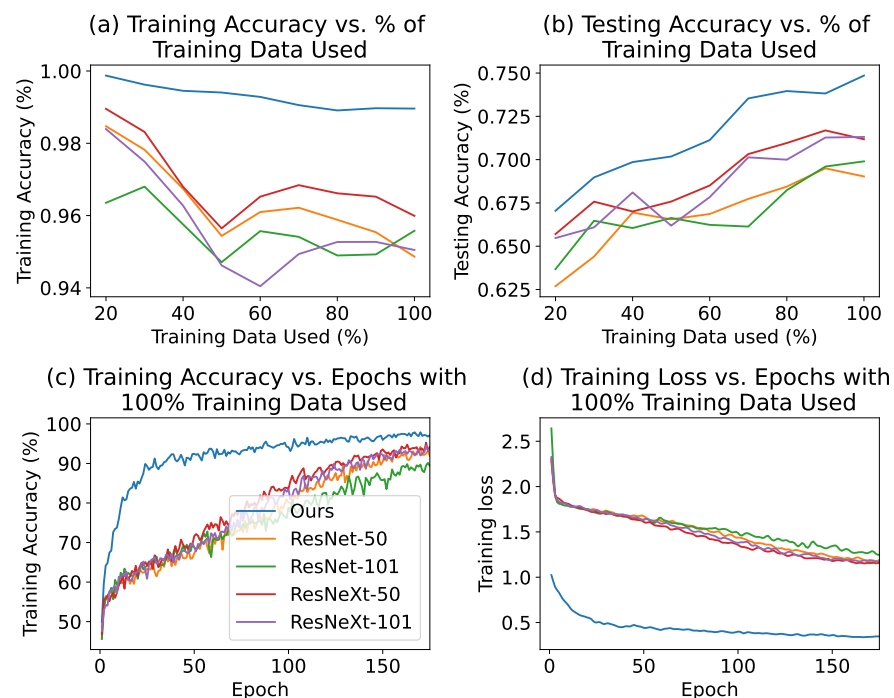 (a) Training Accuracy vs. % of
Training Data Used
1.00
0.98
0.96
0.94
20
40
60
80
100
Training Accuracy (%)
Training Data Used (%)
(b) Testing Accuracy vs. % of
Training Data Used
0.750
0.725
0.700
0.675
0.650
0.625
20
40
60
80
100
Testing Accuracy (%)
Training Data used (%)
(c) Training Accuracy vs. Epochs with
100% Training Data Used
100
90
80
70
60
50
0
50
100
150
Training Accuracy (%)
Epoch
Ours
ResNet-50
ResNet-101
ResNeXt-50
ResNeXt-101
(d) Training Loss vs. Epochs with
100% Training Data Used
2.5
2.0
1.5
1.0
0.5
0
50
100
150
Training loss
Epoch